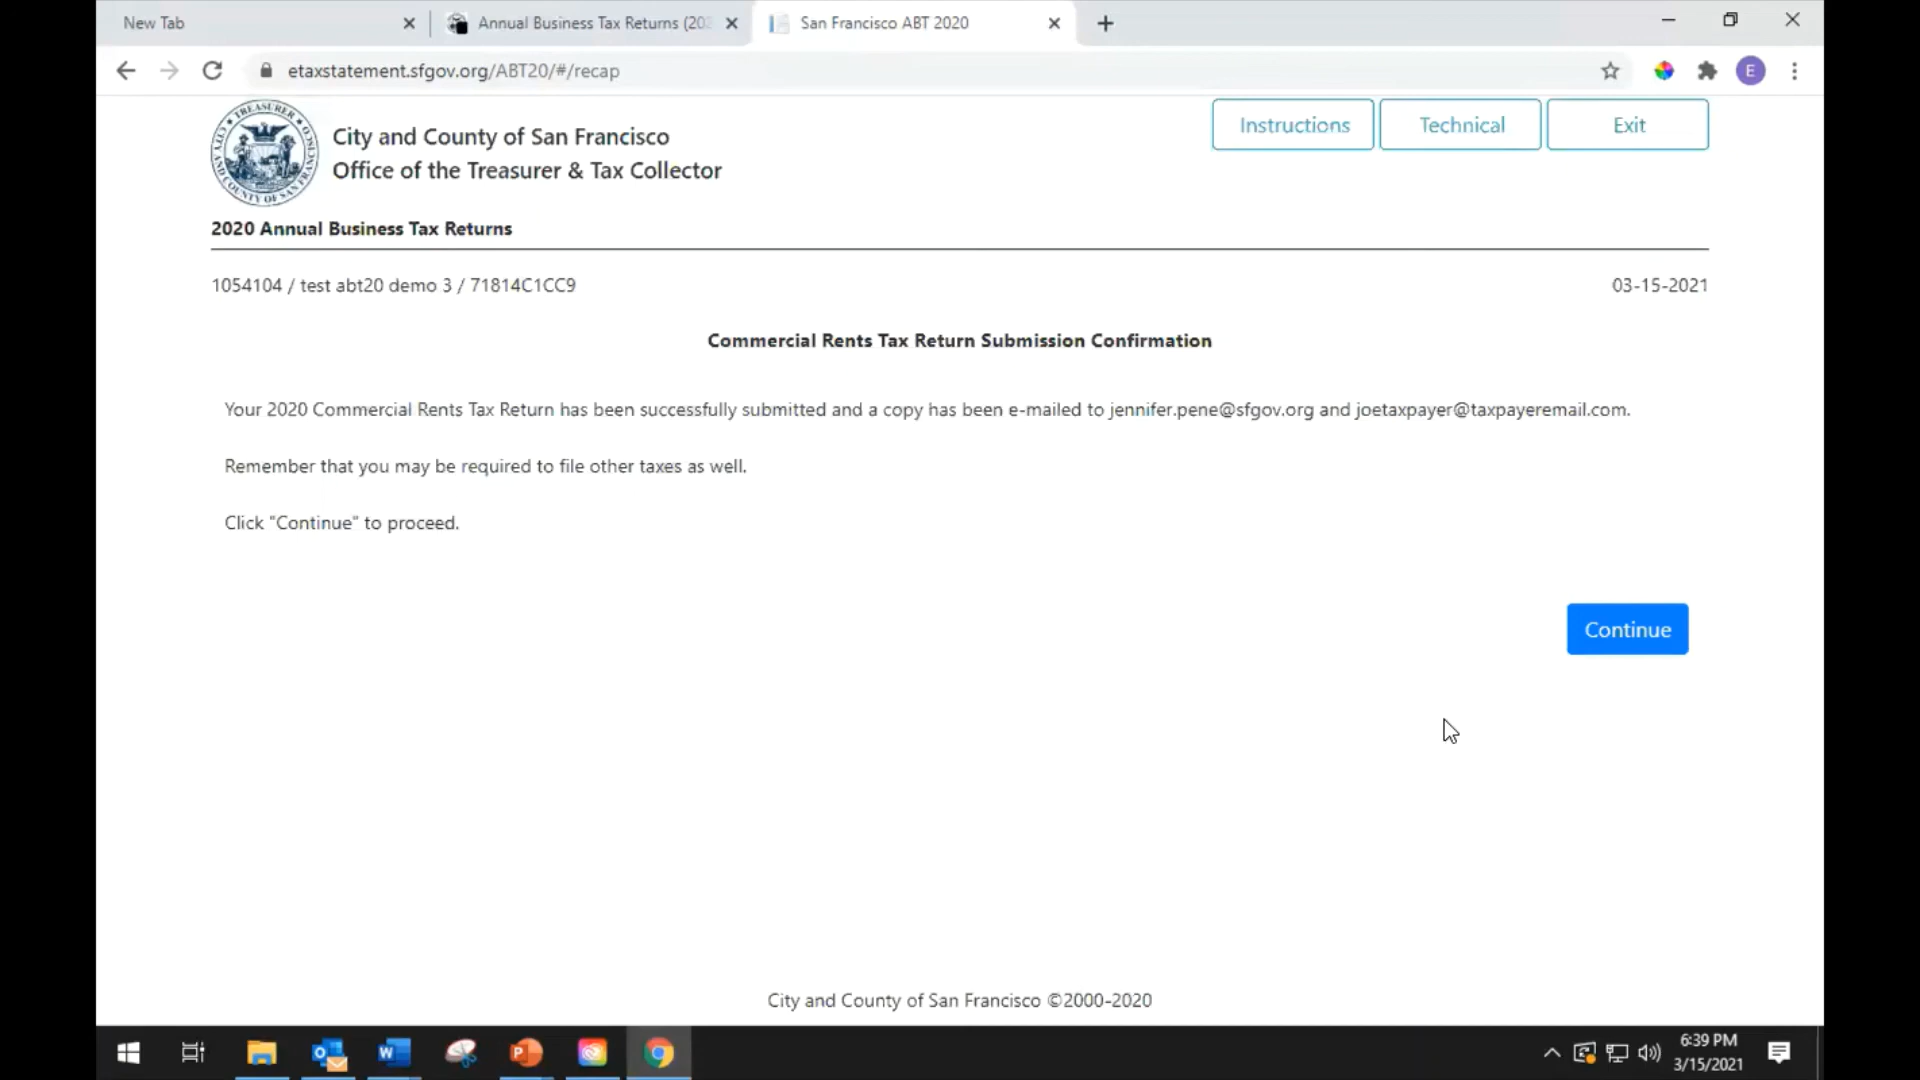 New Tab
Annual Business Tax Returns (202
San Francisco ABT 2020
etaxstatement.sfgov.org/ABT20/#/recap
E
City and County of San Francisco
Office of the Treasurer & Tax Collector
Instructions
Technical
Exit
2020 Annual Business Tax Returns
1054104 / test abt20 demo 3 / 71814C1CC9
03-15-2021
Commercial Rents Tax Return Submission Confirmation
Your 2020 Commercial Rents Tax Return has been successfully submitted and a copy has been e-mailed to jennifer.pene@sfgov.org and joetaxpayer@taxpayeremail.com.
Remember that you may be required to file other taxes as well.
Click "Continue" to proceed.
Continue
City and County of San Francisco ©2000-2020
6:39 PM
3/15/2021